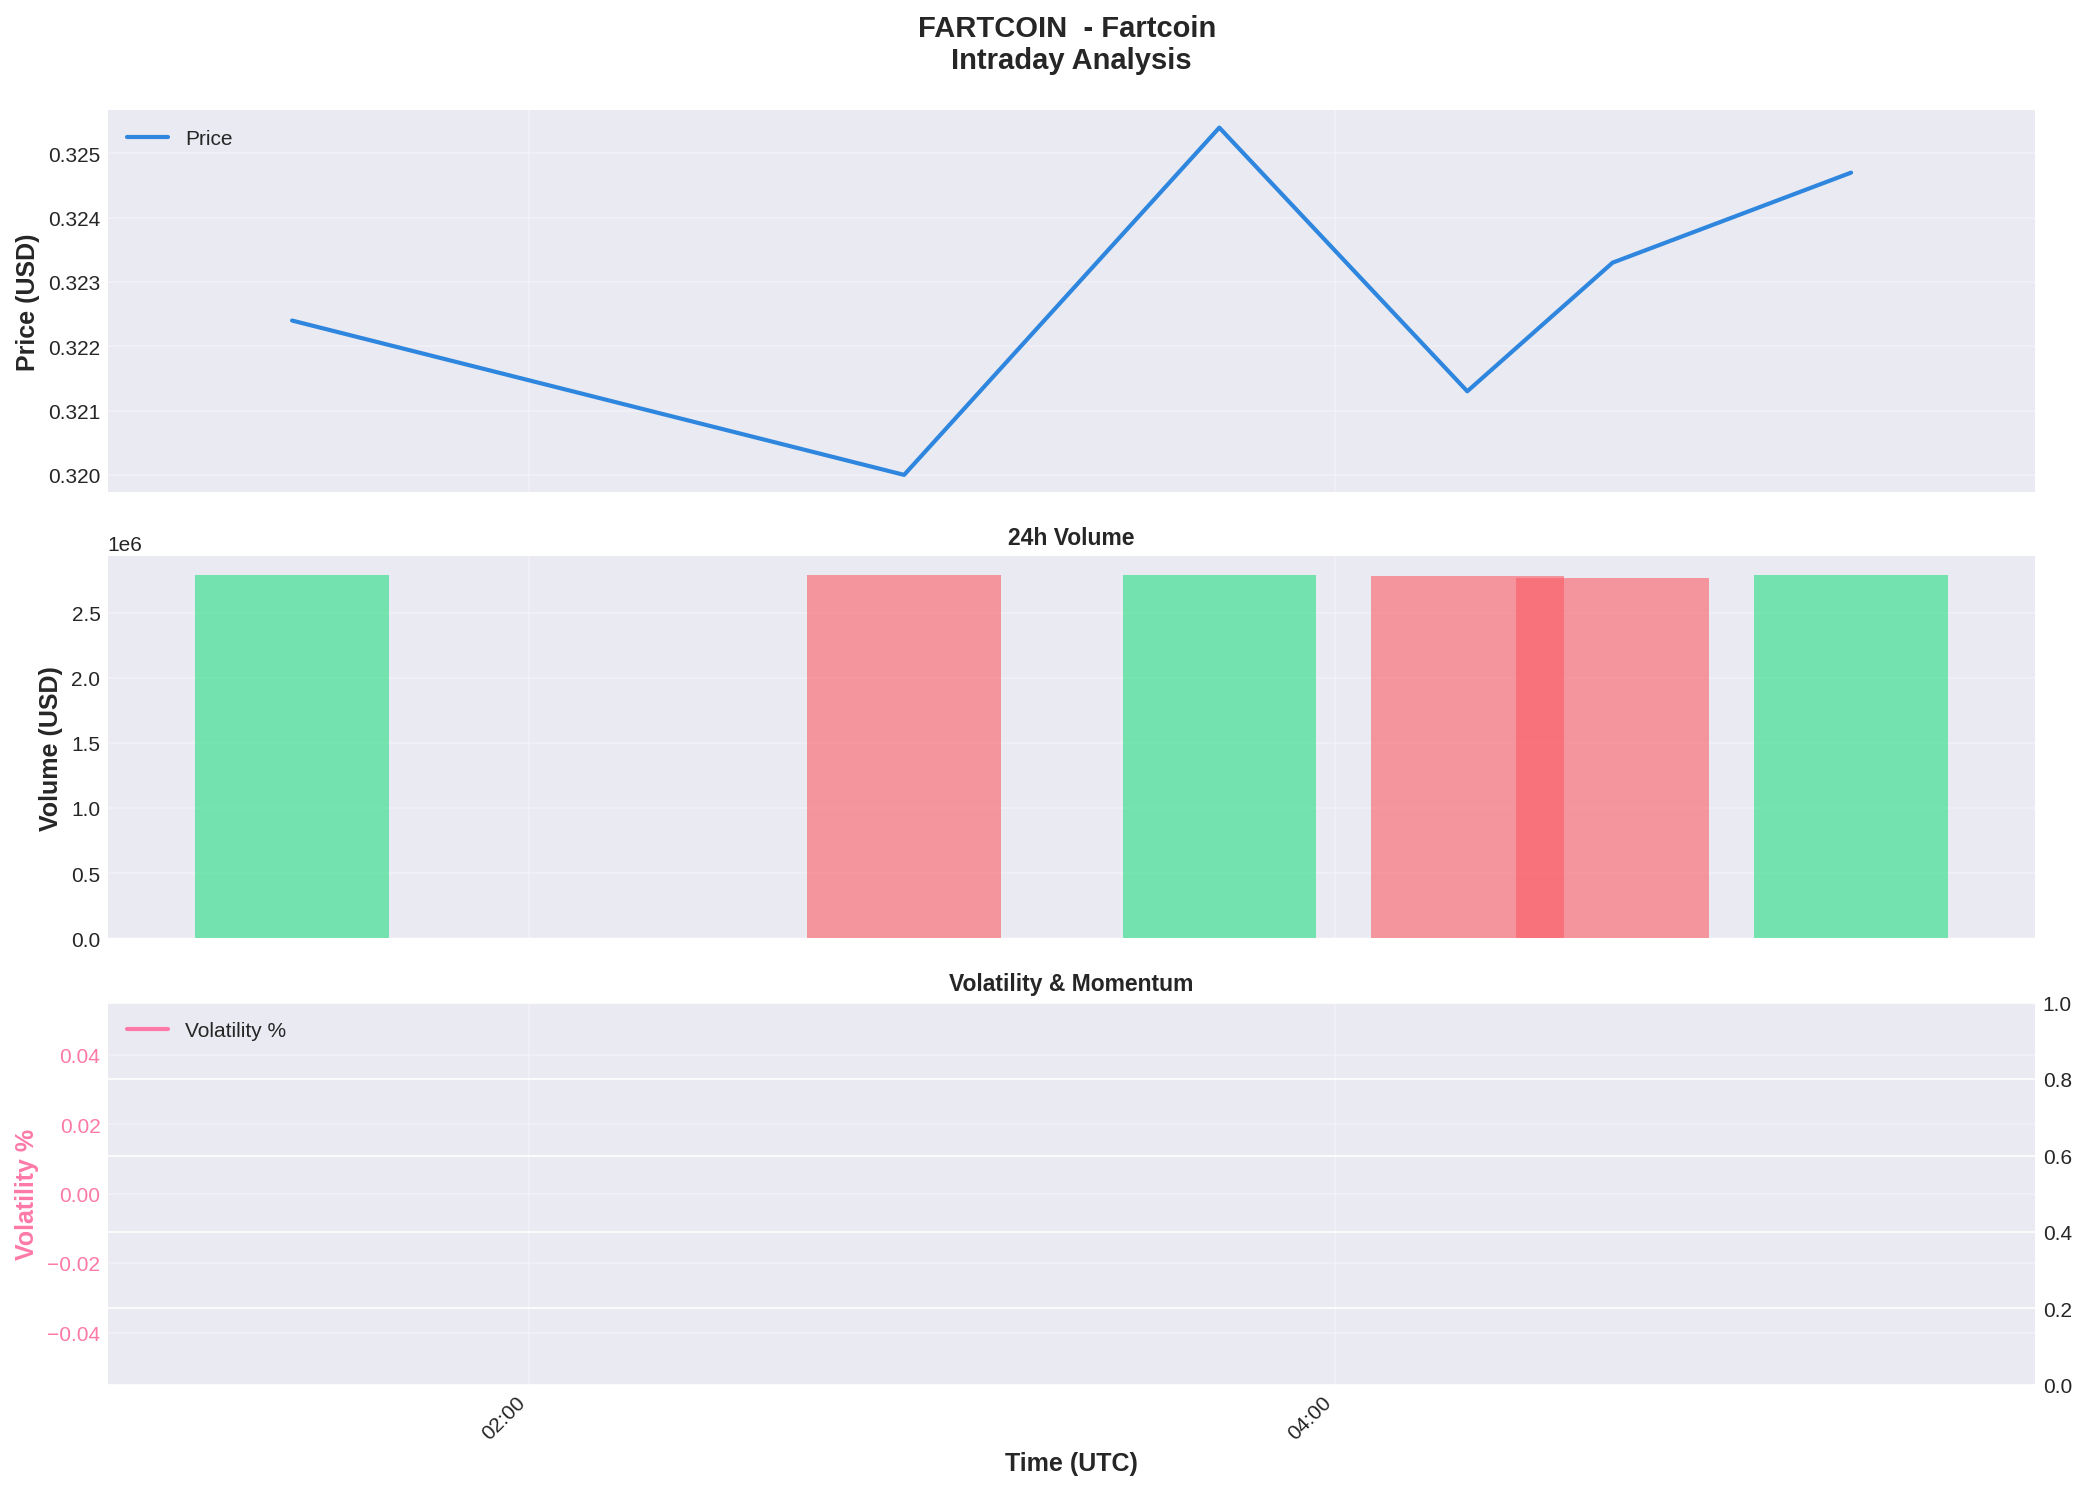 FARTCOIN  - Fartcoin
Intraday Analysis
Price
Price (USD)
0.325
0.324
0.323
0.322
0.321
0.320
24h Volume
1e6
Volume (USD)
2.5
2.0
1.5
1.0
0.5
0.0
Volatility & Momentum
Volatility %
Volatility %
0.04
0.02
0.00
−0.02
−0.04
1.0
0.8
0.6
0.4
0.2
0.0
02:00
04:00
Time (UTC)